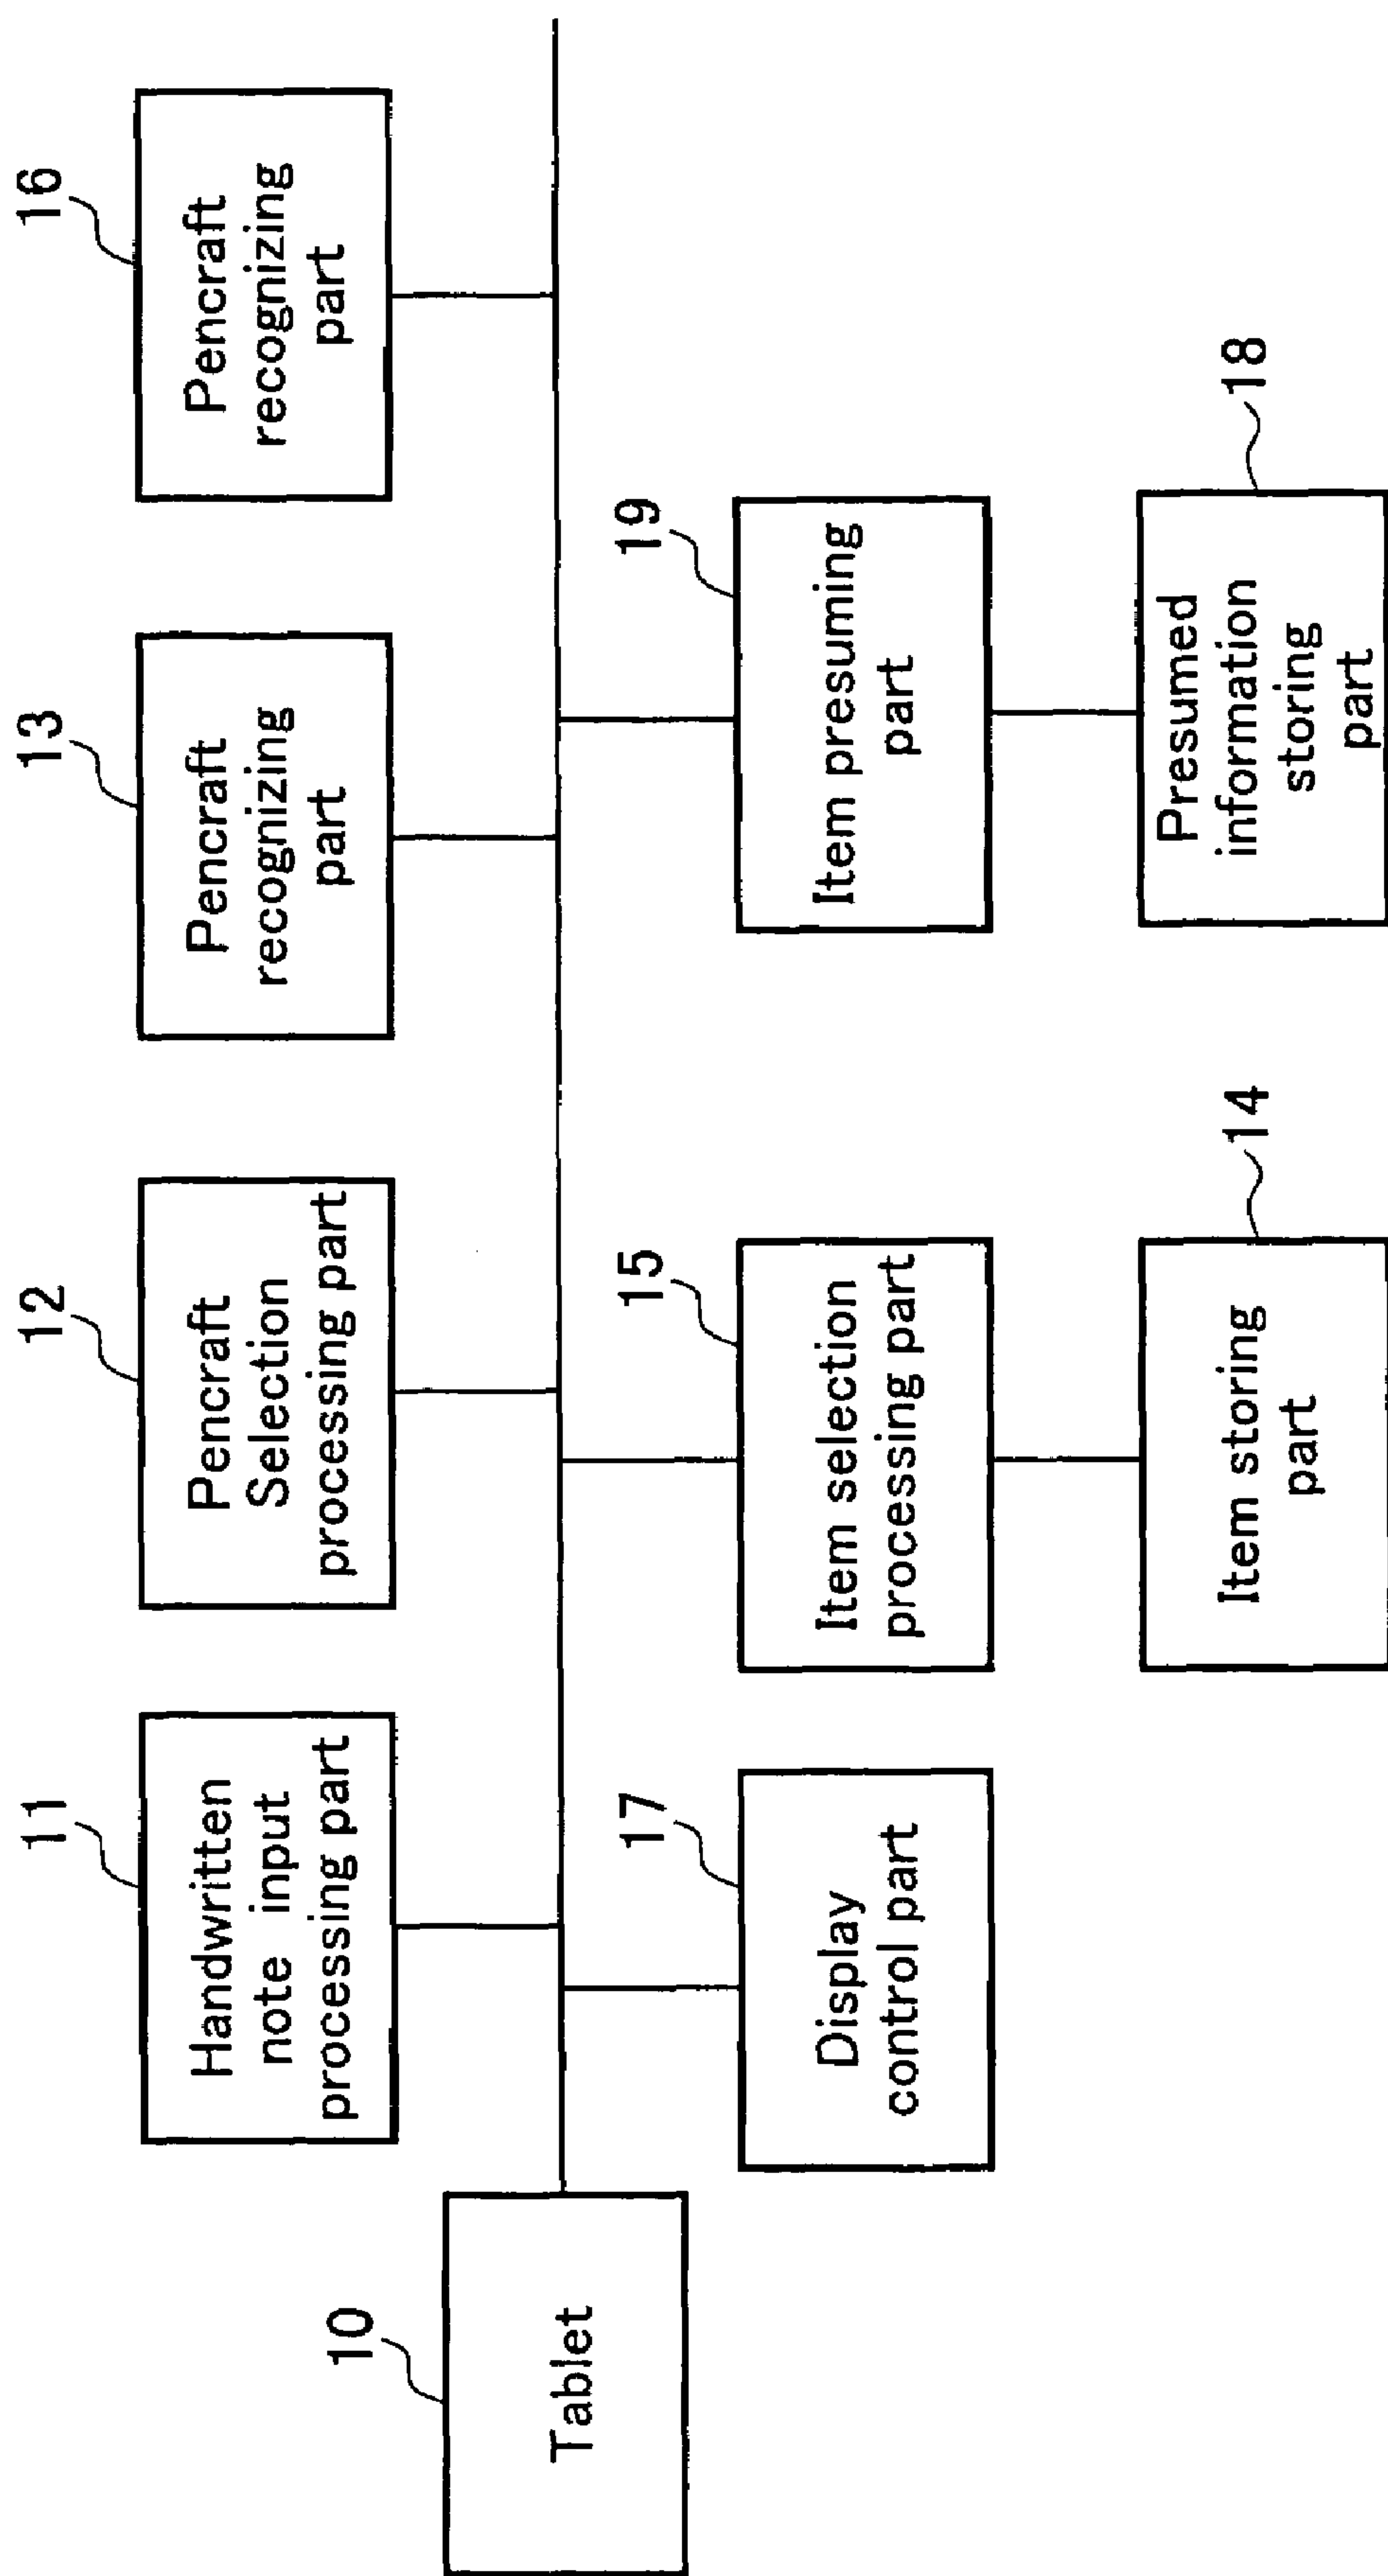 11
Handwritten
note input
processing part
12
Pencraft
Selection
processing part
13
Pencraft
recognizing
part
16
Pencraft
recognizing
part
10
Tablet
17
Display
control part
15
Item selection
processing part
19
Item presuming
part
14
Item storing
part
18
Presumed
information
storing
part